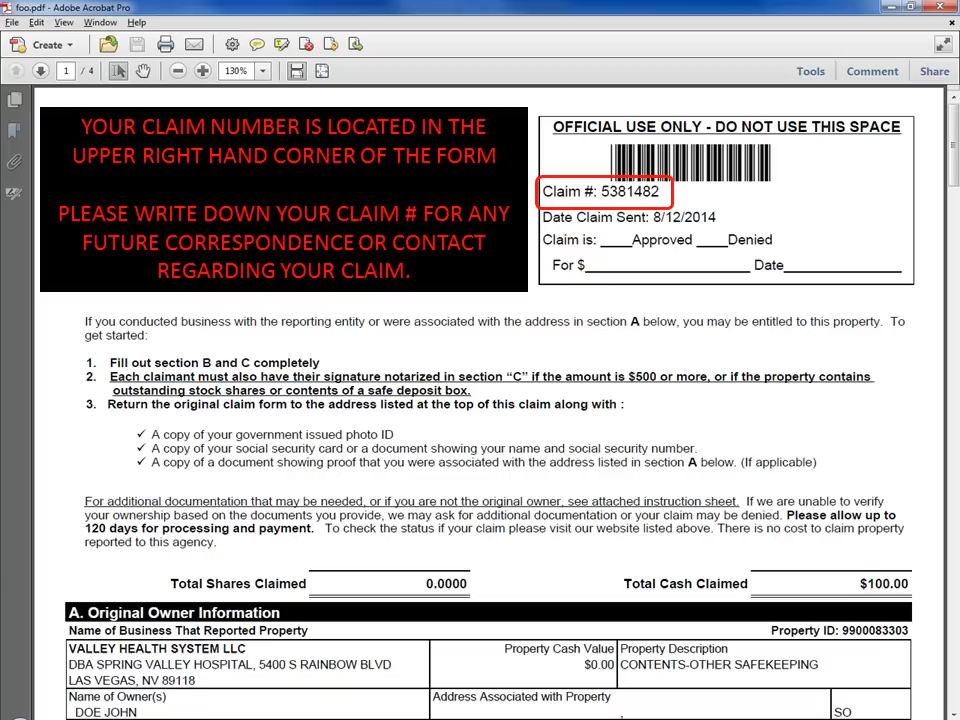 foo.pdf - Adobe Acrobat Pro
File Edit View Window Help
Create
1 / 4 130% Tools Comment Share
YOUR CLAIM NUMBER IS LOCATED IN THE
UPPER RIGHT HAND CORNER OF THE FORM
PLEASE WRITE DOWN YOUR CLAIM # FOR ANY
FUTURE CORRESPONDENCE OR CONTACT
REGARDING YOUR CLAIM.
OFFICIAL USE ONLY - DO NOT USE THIS SPACE
Claim #: 5381482
Date Claim Sent: 8/12/2014
Claim is: ____Approved ____Denied
For $____________________ Date______________
If you conducted business with the reporting entity or were associated with the address in section A below, you may be entitled to this property. To
get started:
1. Fill out section B and C completely
2. Each claimant must also have their signature notarized in section “C” if the amount is $500 or more, or if the property contains
outstanding stock shares or contents of a safe deposit box.
3. Return the original claim form to the address listed at the top of this claim along with :
✓ A copy of your government issued photo ID
✓ A copy of your social security card or a document showing your name and social security number.
✓ A copy of a document showing proof that you were associated with the address listed in section A below. (If applicable)
For additional documentation that may be needed, or if you are not the original owner, see attached instruction sheet. If we are unable to verify
your ownership based on the documents you provide, we may ask for additional documentation or your claim may be denied. Please allow up to
120 days for processing and payment. To check the status if your claim please visit our website listed above. There is no cost to claim property
reported to this agency.
Total Shares Claimed 0.0000 Total Cash Claimed $100.00
A. Original Owner Information
Name of Business That Reported Property Property ID: 9900083303
VALLEY HEALTH SYSTEM LLC Property Cash Value Property Description
DBA SPRING VALLEY HOSPITAL, 5400 S RAINBOW BLVD $0.00 CONTENTS-OTHER SAFEKEEPING
LAS VEGAS, NV 89118
Name of Owner(s) Address Associated with Property
DOE JOHN , SO